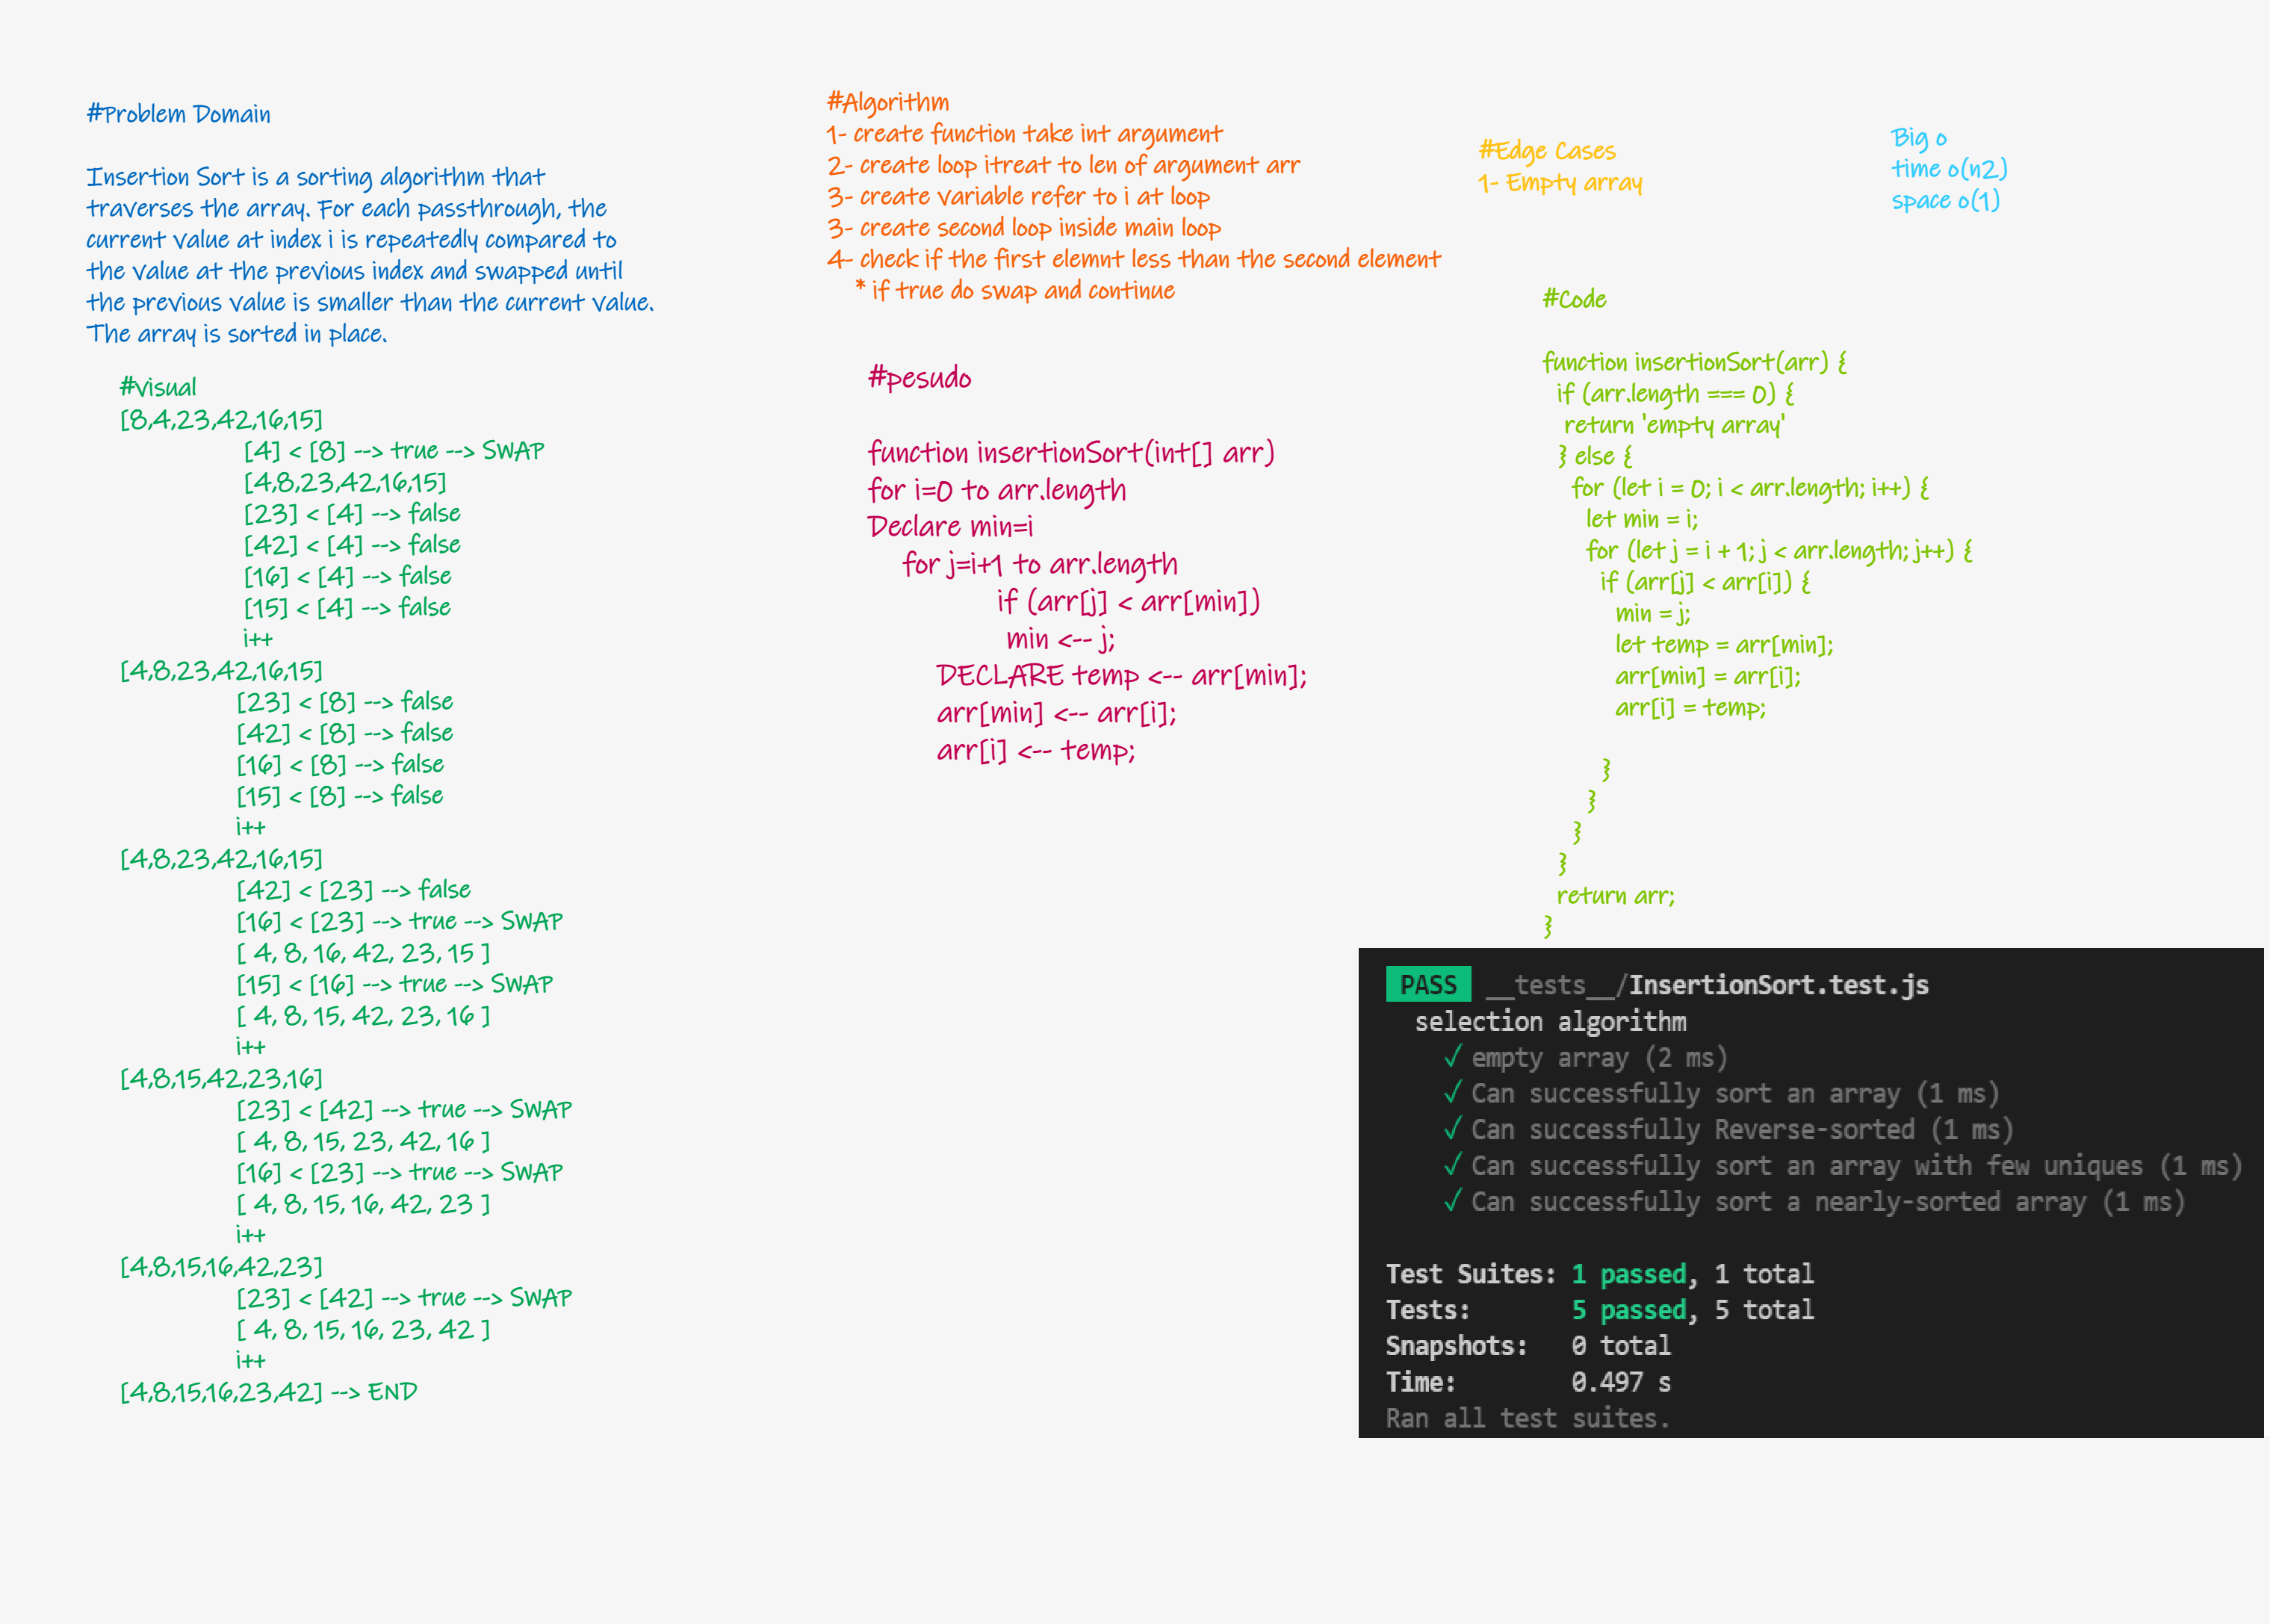 #Problem Domain
Insertion Sort is a sorting algorithm that
traverses the array. For each passthrough, the
current value at index i is repeatedly compared to
the value at the previous index and swapped until
the previous value is smaller than the current value.
The array is sorted in place.
#visual
[8,4,23,42,16,15]
[4] < [8] --> true --> SWAP
[4,8,23,42,16,15]
[23] < [4] --> false
[42] < [4] --> false
[16] < [4] --> false
[15] < [4] --> false
i++
[4,8,23,42,16,15]
[23] < [8] --> false
[42] < [8] --> false
[16] < [8] --> false
[15] < [8] --> false
i++
[4,8,23,42,16,15]
[42] < [23] --> false
[16] < [23] --> true --> SWAP
[ 4, 8, 16, 42, 23, 15 ]
[15] < [16] --> true --> SWAP
[ 4, 8, 15, 42, 23, 16 ]
i++
[4,8,15,42,23,16]
[23] < [42] --> true --> SWAP
[ 4, 8, 15, 23, 42, 16 ]
[16] < [23] --> true --> SWAP
[ 4, 8, 15, 16, 42, 23 ]
i++
[4,8,15,16,42,23]
[23] < [42] --> true --> SWAP
[ 4, 8, 15, 16, 23, 42 ]
i++
[4,8,15,16,23,42] --> END
#Algorithm
1- create function take int argument
2- create loop itreat to len of argument arr
3- create variable refer to i at loop
3- create second loop inside main loop
4- check if the first elemnt less than the second element
* if true do swap and continue
#pesudo
function insertionSort(int[] arr)
for i=0 to arr.length
Declare min=i
for j=i+1 to arr.length
if (arr[j] < arr[min])
min <-- j;
DECLARE temp <-- arr[min];
arr[min] <-- arr[i];
arr[i] <-- temp;
#Edge Cases
1- Empty array
Big o
time o(n2)
space o(1)
#Code
function insertionSort(arr) {
if (arr.length === 0) {
return 'empty array'
} else {
for (let i = 0; i < arr.length; i++) {
let min = i;
for (let j = i + 1; j < arr.length; j++) {
if (arr[j] < arr[i]) {
min = j;
let temp = arr[min];
arr[min] = arr[i];
arr[i] = temp;
}
}
}
}
return arr;
}
PASS __tests__/InsertionSort.test.js
selection algorithm
✓ empty array (2 ms)
✓ Can successfully sort an array (1 ms)
✓ Can successfully Reverse-sorted (1 ms)
✓ Can successfully sort an array with few uniques (1 ms)
✓ Can successfully sort a nearly-sorted array (1 ms)
Test Suites: 1 passed, 1 total
Tests: 5 passed, 5 total
Snapshots: 0 total
Time: 0.497 s
Ran all test suites.